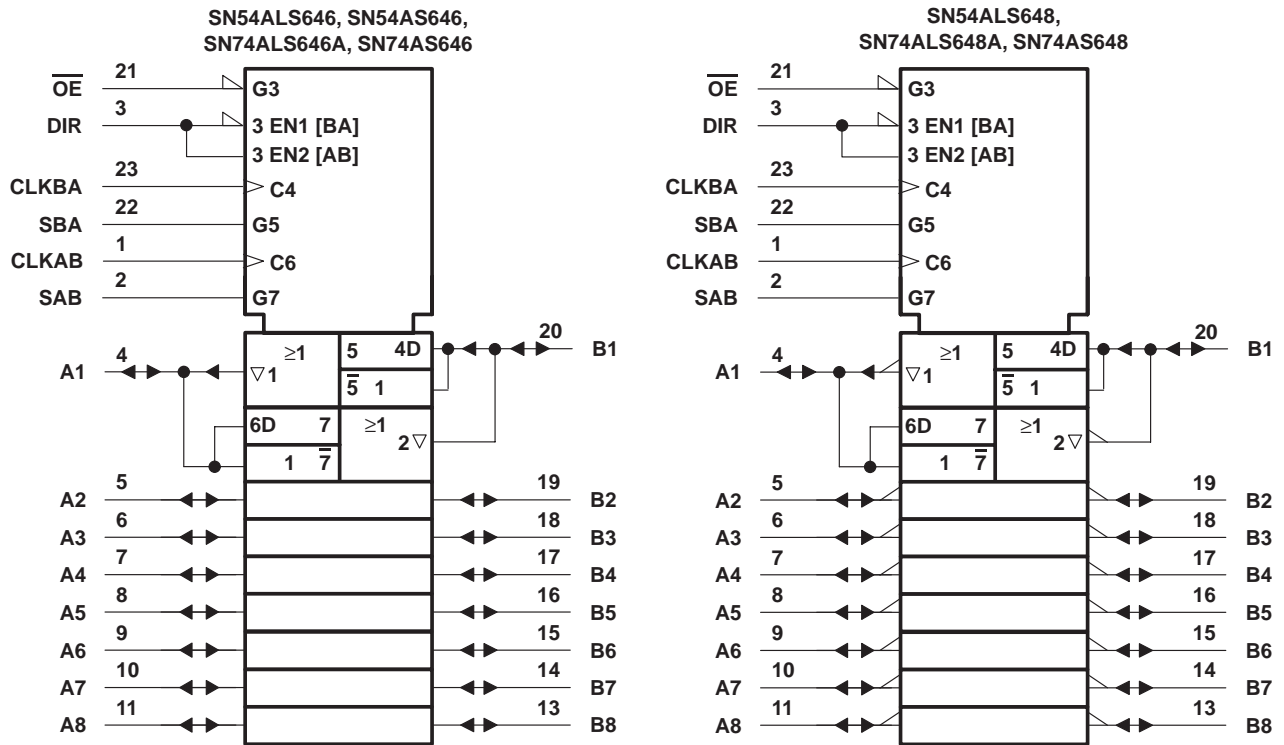 SN54ALS646, SN54AS646,
SN74ALS646A, SN74AS646
OE 21 G3
DIR 3 3 EN1 [BA]
3 EN2 [AB]
CLKBA 23 C4
SBA 22 G5
CLKAB 1 C6
SAB 2 G7
A1 4 ≥1 ▽1 5 4D 20 B1
5 1
6D 7 ≥1 2▽
1 7
A2 5 19 B2
A3 6 18 B3
A4 7 17 B4
A5 8 16 B5
A6 9 15 B6
A7 10 14 B7
A8 11 13 B8
SN54ALS648,
SN74ALS648A, SN74AS648
OE 21 G3
DIR 3 3 EN1 [BA]
3 EN2 [AB]
CLKBA 23 C4
SBA 22 G5
CLKAB 1 C6
SAB 2 G7
A1 4 ≥1 ▽1 5 4D 20 B1
5 1
6D 7 ≥1 2▽
1 7
A2 5 19 B2
A3 6 18 B3
A4 7 17 B4
A5 8 16 B5
A6 9 15 B6
A7 10 14 B7
A8 11 13 B8